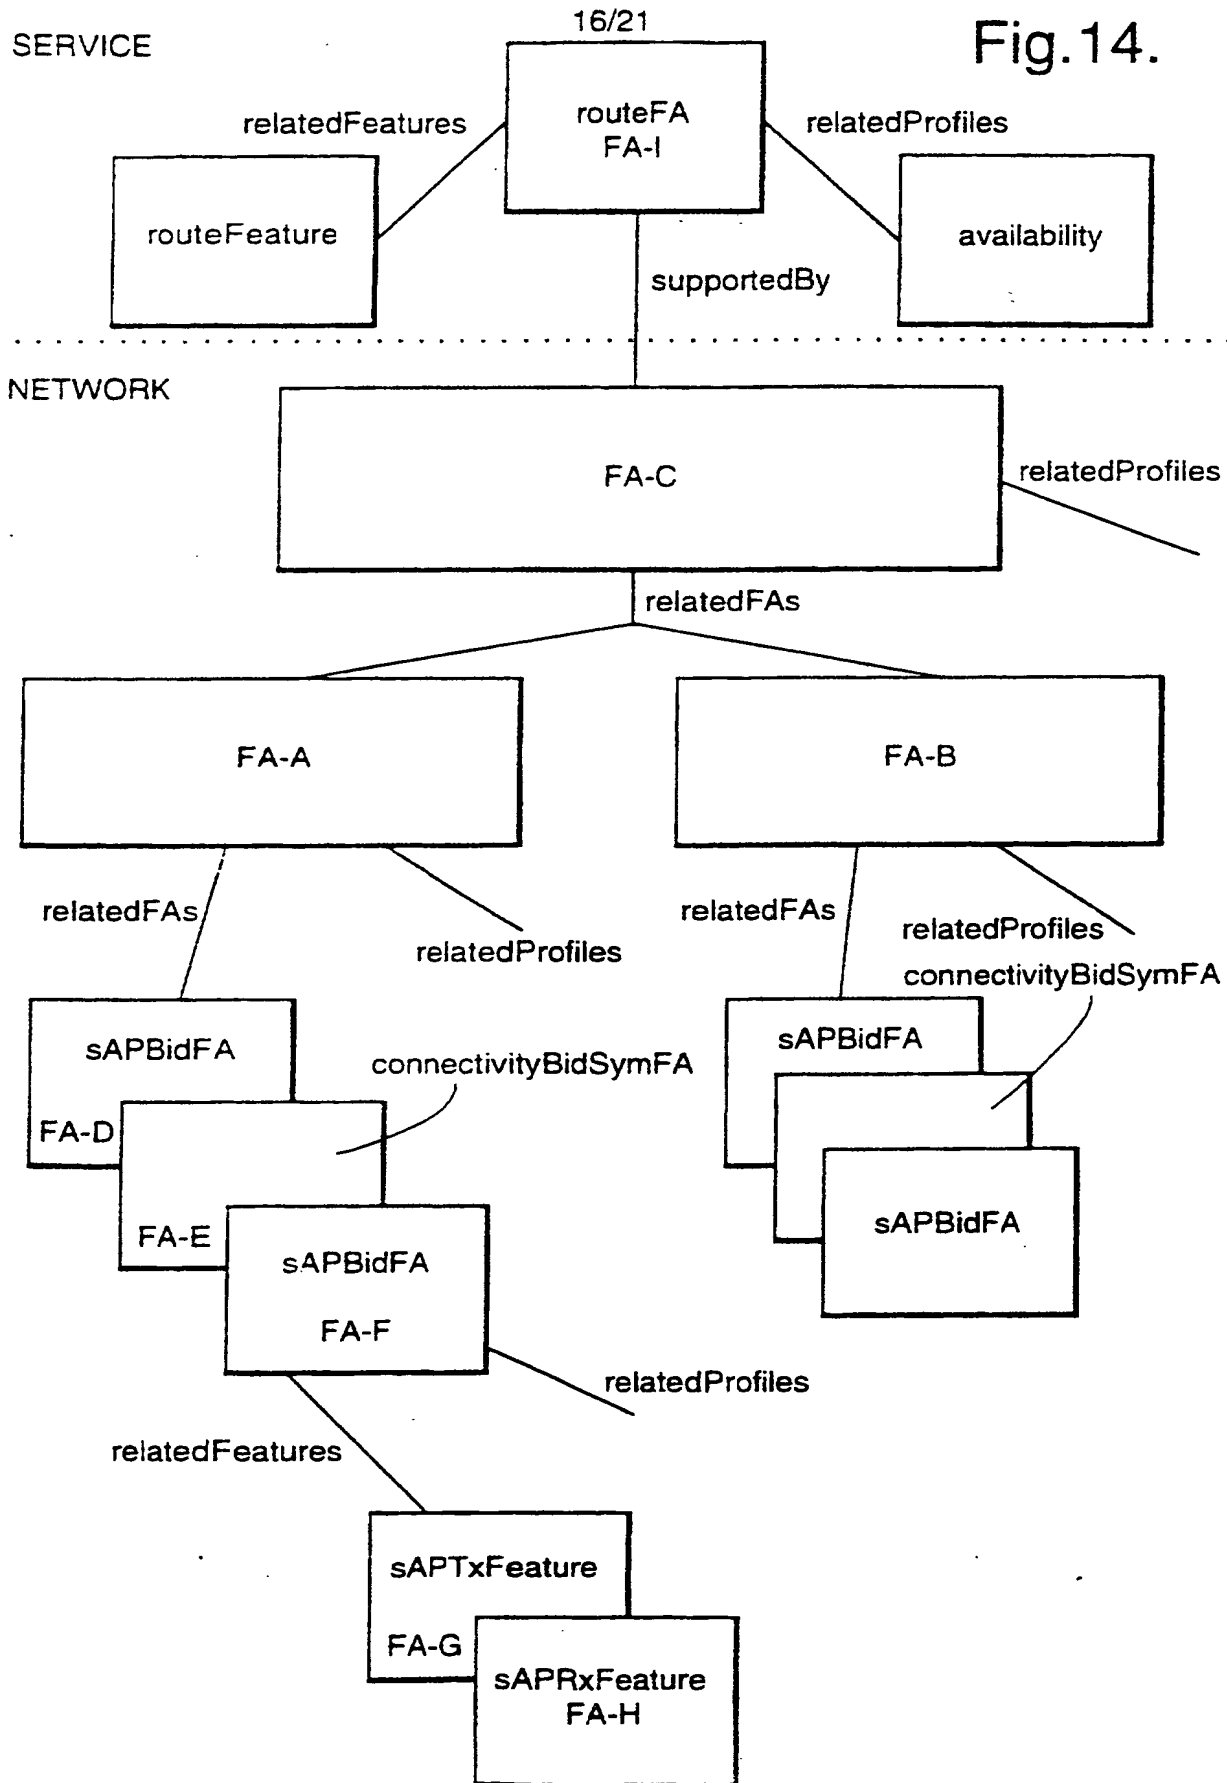 16/21
SERVICE
Fig.14.
relatedFeatures
routeFA
FA-I
relatedProfiles
routeFeature
availability
supportedBy
NETWORK
FA-C
relatedProfiles
relatedFAs
FA-A
FA-B
relatedFAs
relatedProfiles
relatedFAs
relatedProfiles
connectivityBidSymFA
sAPBidFA
FA-D
connectivityBidSymFA
FA-E
sAPBidFA
FA-F
sAPBidFA
sAPBidFA
relatedProfiles
relatedFeatures
sAPTxFeature
FA-G
sAPRxFeature
FA-H